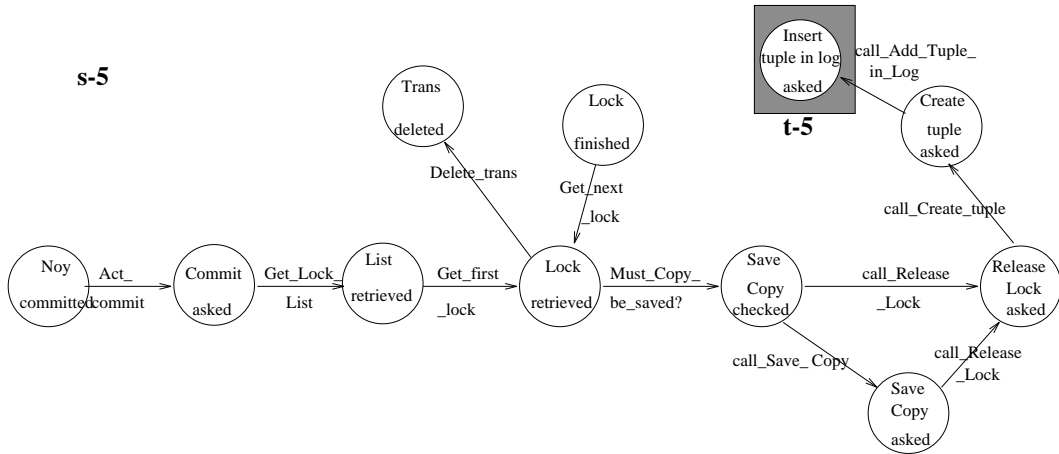 s-5
Insert
tuple in log
asked
t-5
call_Add_Tuple_
in_Log
Create
tuple
asked
Trans
deleted
Lock
finished
Delete_trans
Get_next
_lock
call_Create_tuple
Noy
committed
Act_
commit
Commit
asked
Get_Lock_
List
List
retrieved
Get_first
_lock
Lock
retrieved
Must_Copy_
be_saved?
Save
Copy
checked
call_Release
_Lock
Release
Lock
asked
call_Save_ Copy
call_Release
_Lock
Save
Copy
asked